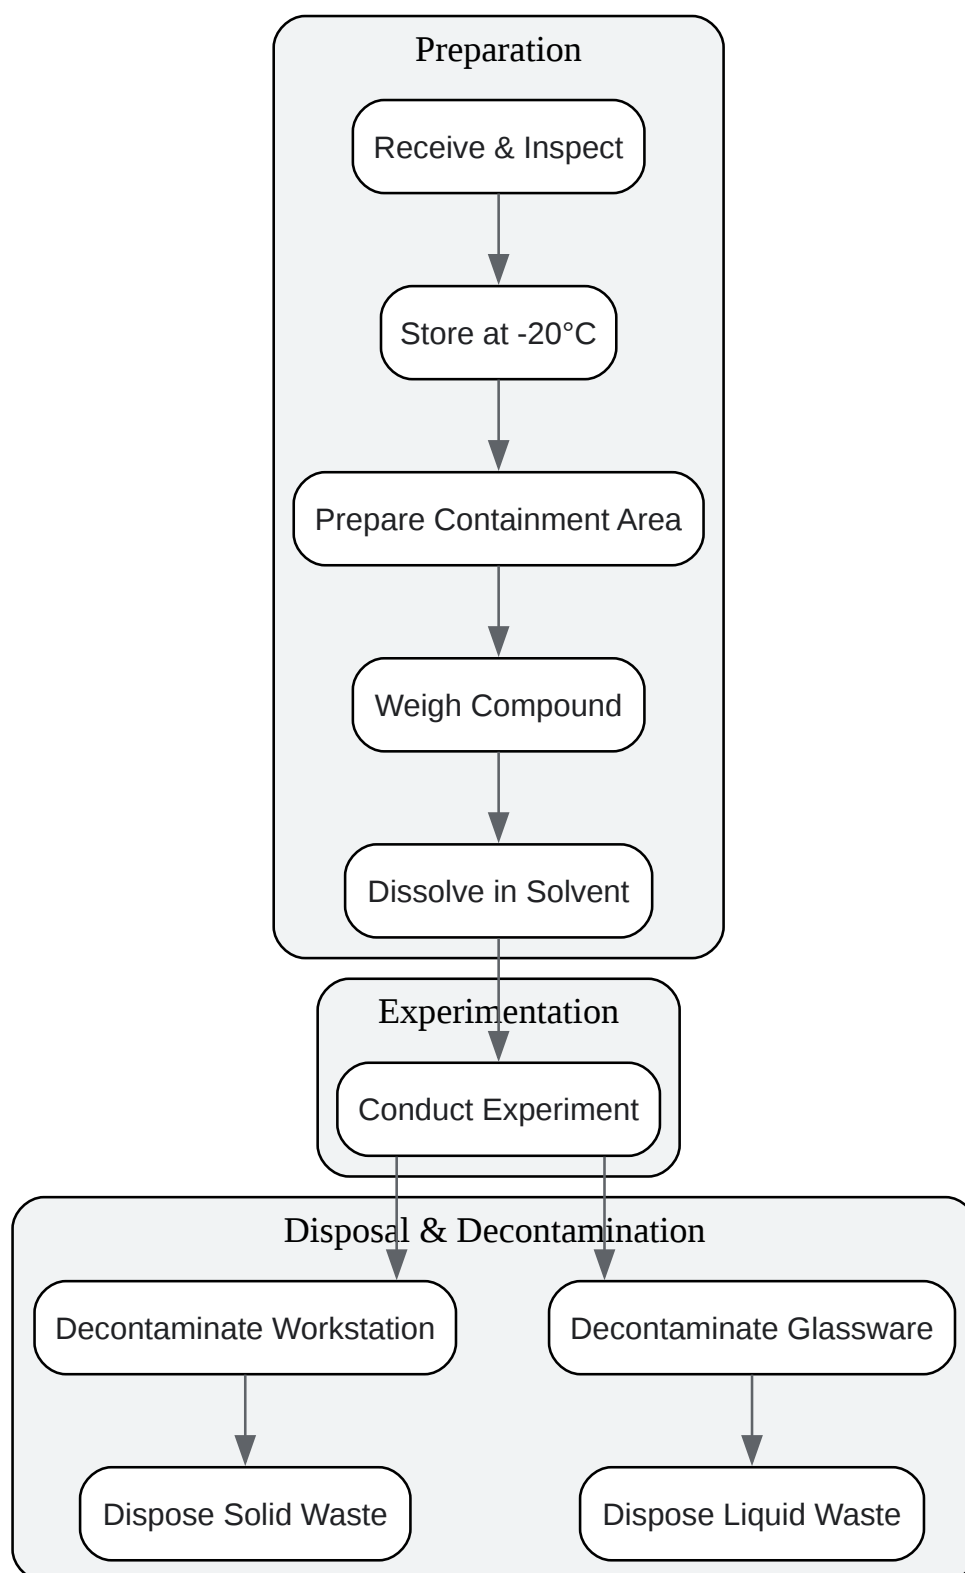 Preparation
Receive & Inspect
Store at -20°C
Prepare Containment Area
Weigh Compound
Dissolve in Solvent
Experimentation
Conduct Experiment
Disposal & Decontamination
Decontaminate Workstation
Decontaminate Glassware
Dispose Solid Waste
Dispose Liquid Waste